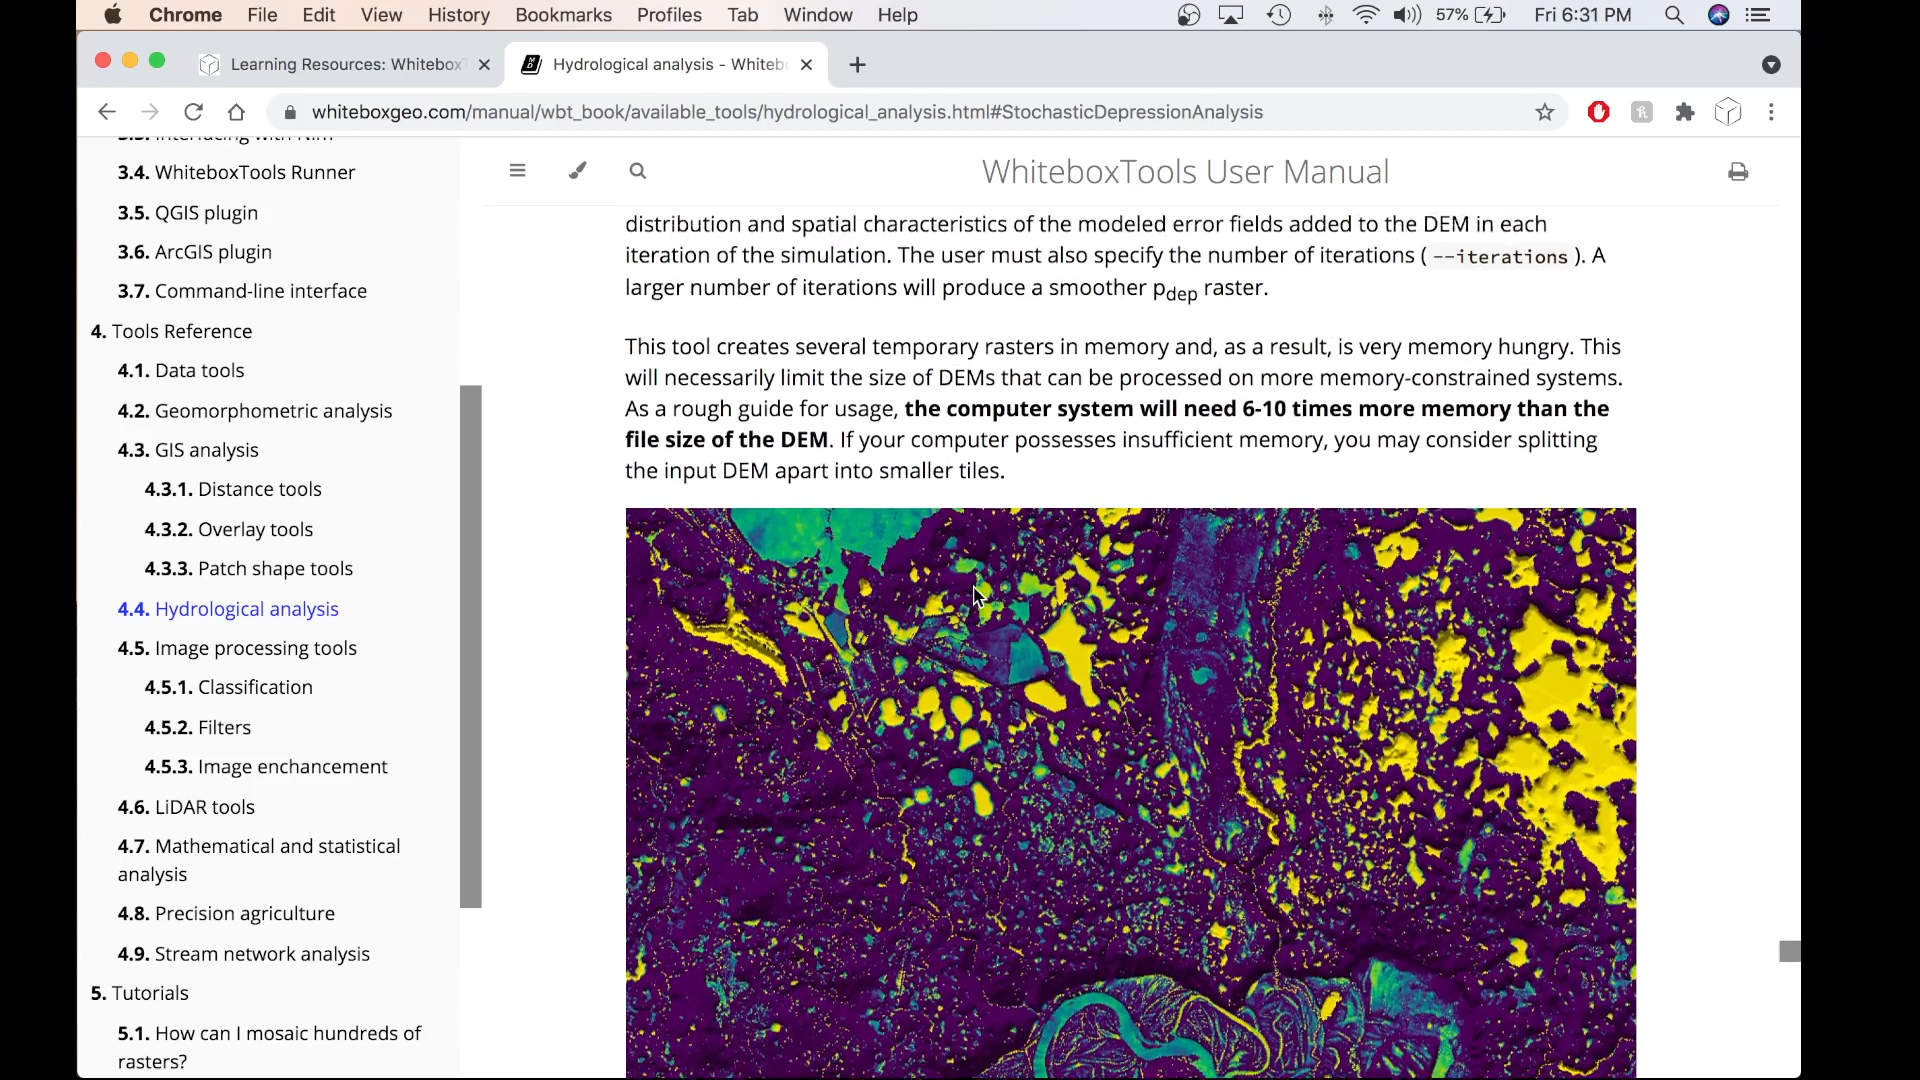 Chrome File Edit View History Bookmarks Profiles Tab Window Help 57% Fri 6:31 PM
Learning Resources: Whitebox
Hydrological analysis - Whiteb
whiteboxgeo.com/manual/wbt_book/available_tools/hydrological_analysis.html#StochasticDepressionAnalysis
3.3. Interfacing with Nim
3.4. WhiteboxTools Runner
3.5. QGIS plugin
3.6. ArcGIS plugin
3.7. Command-line interface
4. Tools Reference
4.1. Data tools
4.2. Geomorphometric analysis
4.3. GIS analysis
4.3.1. Distance tools
4.3.2. Overlay tools
4.3.3. Patch shape tools
4.4. Hydrological analysis
4.5. Image processing tools
4.5.1. Classification
4.5.2. Filters
4.5.3. Image enchancement
4.6. LiDAR tools
4.7. Mathematical and statistical
analysis
4.8. Precision agriculture
4.9. Stream network analysis
5. Tutorials
5.1. How can I mosaic hundreds of
rasters?
WhiteboxTools User Manual
distribution and spatial characteristics of the modeled error fields added to the DEM in each
iteration of the simulation. The user must also specify the number of iterations ( --iterations ). A
larger number of iterations will produce a smoother pdep raster.
This tool creates several temporary rasters in memory and, as a result, is very memory hungry. This
will necessarily limit the size of DEMs that can be processed on more memory-constrained systems.
As a rough guide for usage, the computer system will need 6-10 times more memory than the
file size of the DEM. If your computer possesses insufficient memory, you may consider splitting
the input DEM apart into smaller tiles.